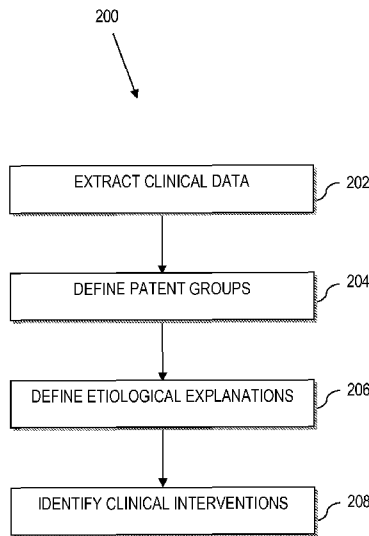 200
EXTRACT CLINICAL DATA
202
DEFINE PATENT GROUPS
204
DEFINE ETIOLOGICAL EXPLANATIONS
206
IDENTIFY CLINICAL INTERVENTIONS
208